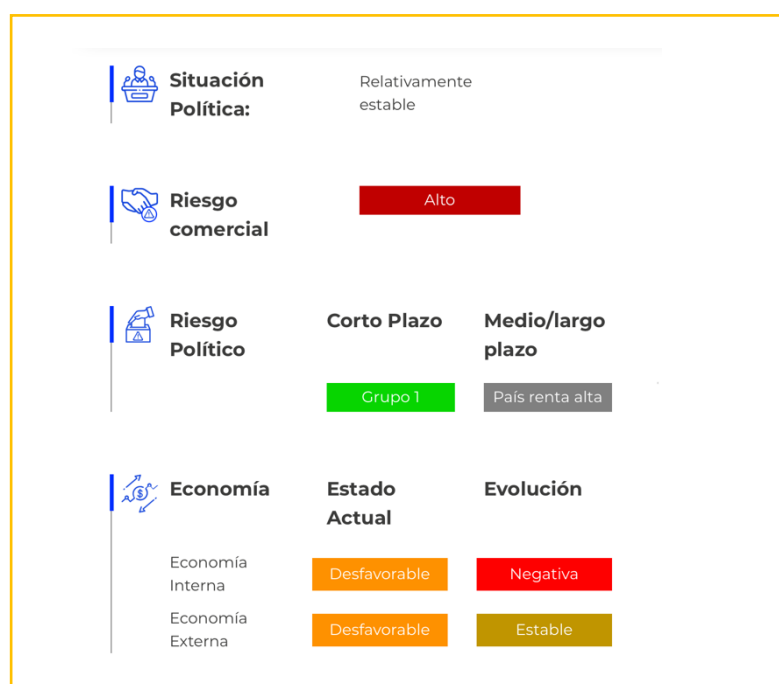 Situación
Política:
Relativamente
estable
Riesgo
comercial
Alto
Riesgo
Político
Corto Plazo
Medio/largo
plazo
Grupo 1
País renta alta
Economía
Estado
Actual
Evolución
Economía
Interna
Desfavorable
Negativa
Economía
Externa
Desfavorable
Estable